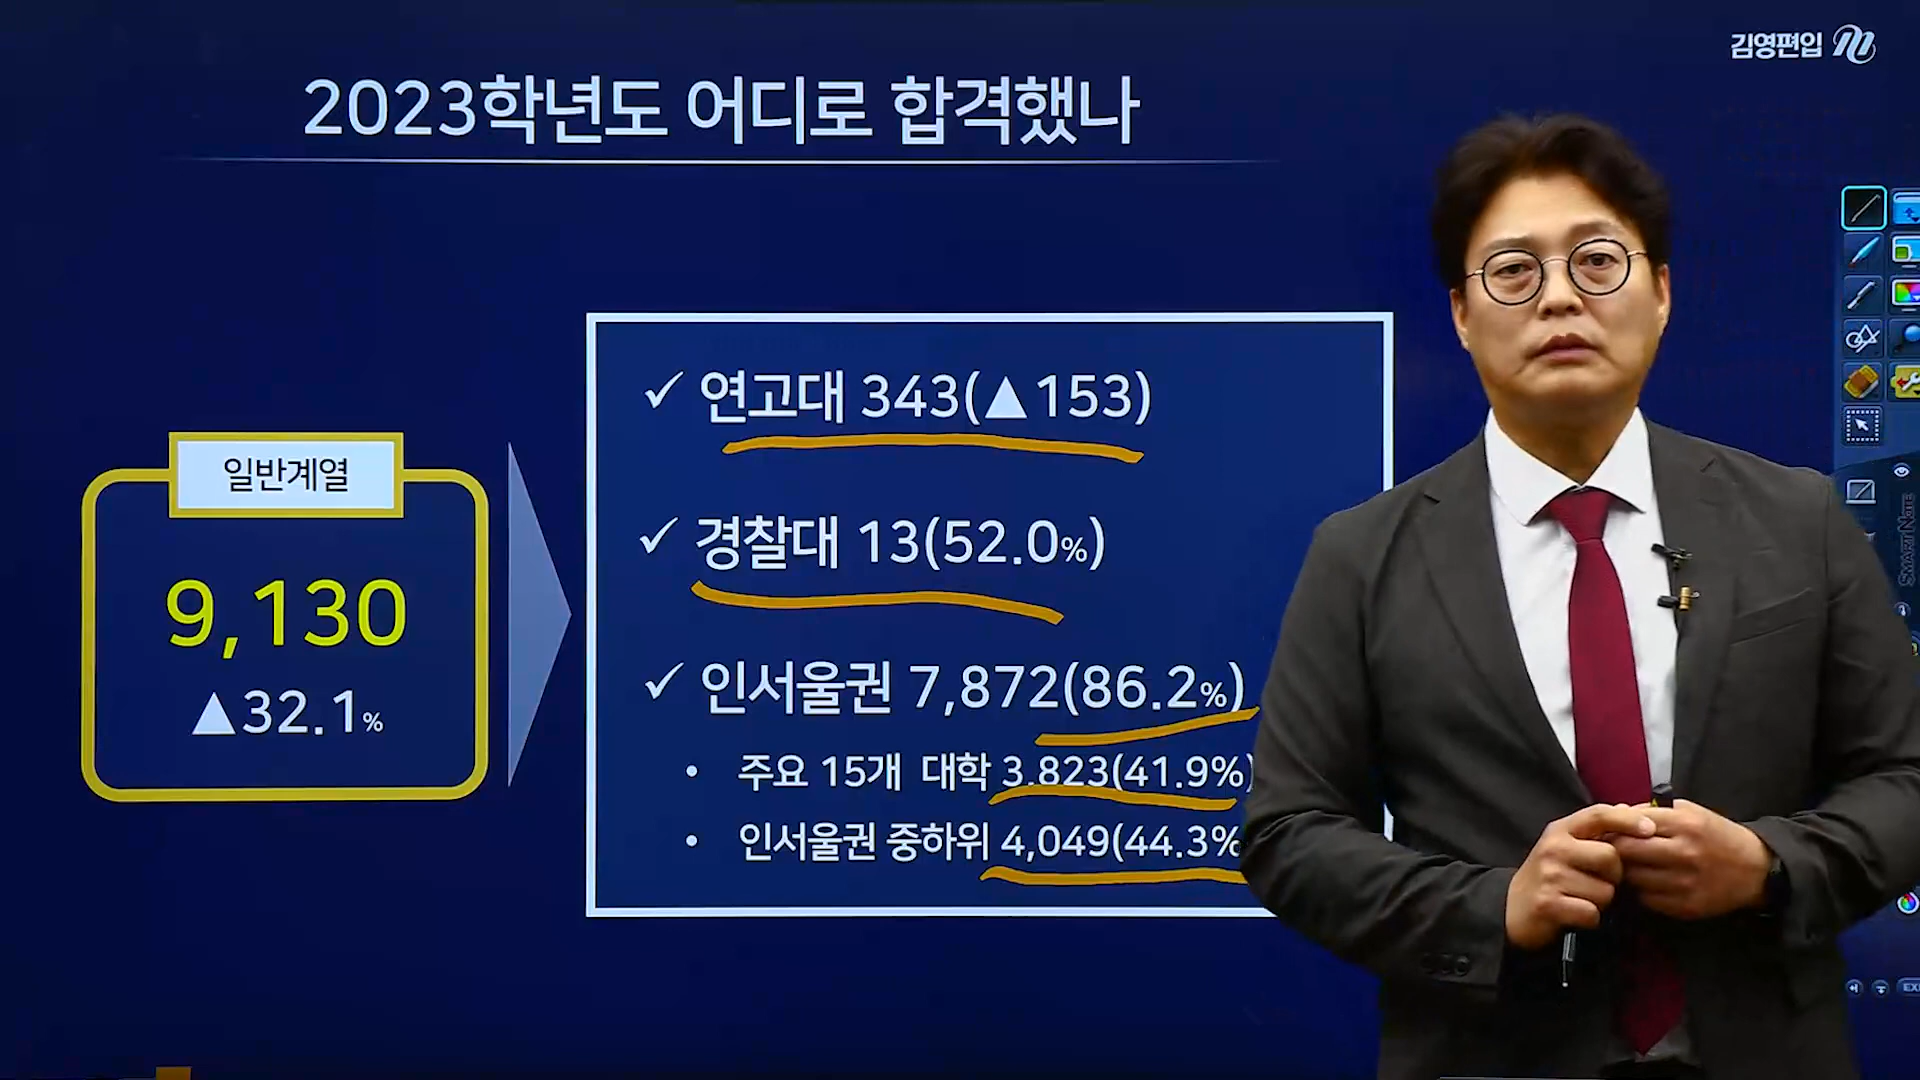 김영편입
2023학년도 어디로 합격했나
일반계열
9,130
▲32.1%
✓ 연고대 343(▲153)
✓ 경찰대 13(52.0%)
✓ 인서울권 7,872(86.2%)
• 주요 15개 대학 3.823(41.9%)
• 인서울권 중하위 4,049(44.3%
SMART NOTE